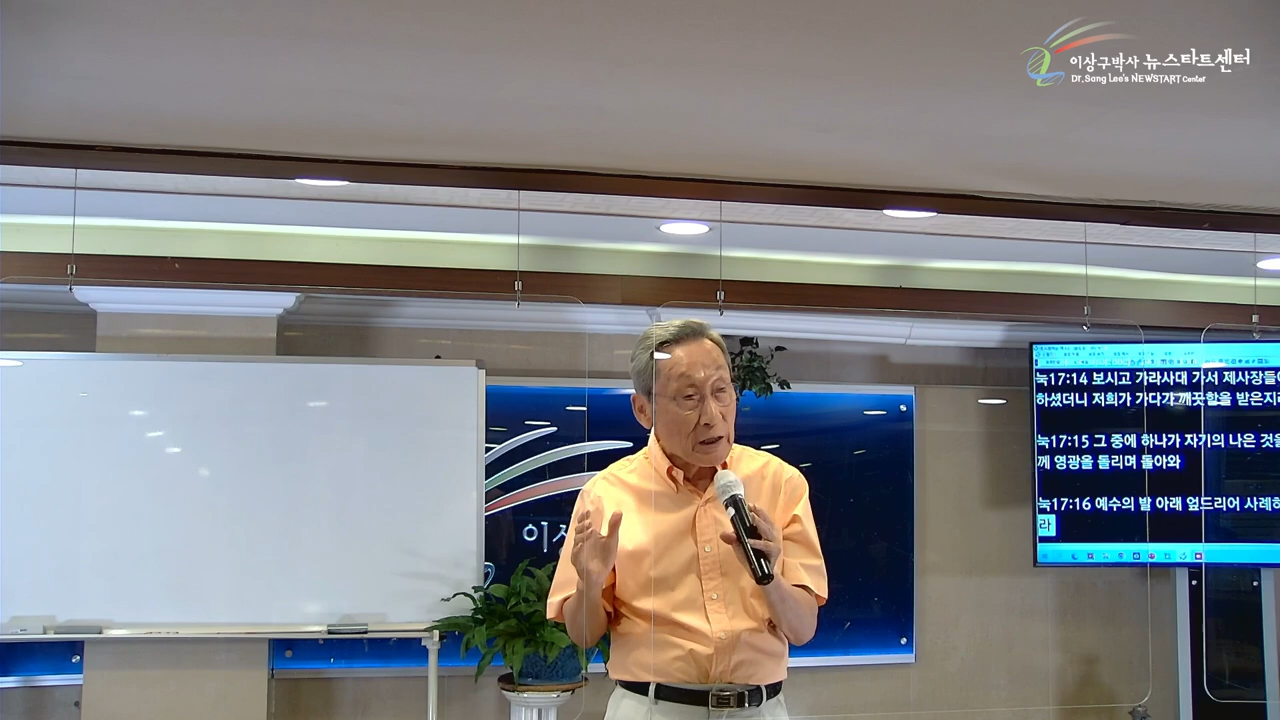 이상구박사 뉴스타트센터
Dr. Sang Lee's NEWSTART Center
눅17:14 보시고 가라사대 가서 제사장들에
하셨더니 저희가 가다가 깨끗함을 받은지라
눅17:15 그 중에 하나가 자기의 나은 것을
께 영광을 돌리며 돌아와
눅17:16 예수의 발 아래 엎드리어 사례하
라
이상